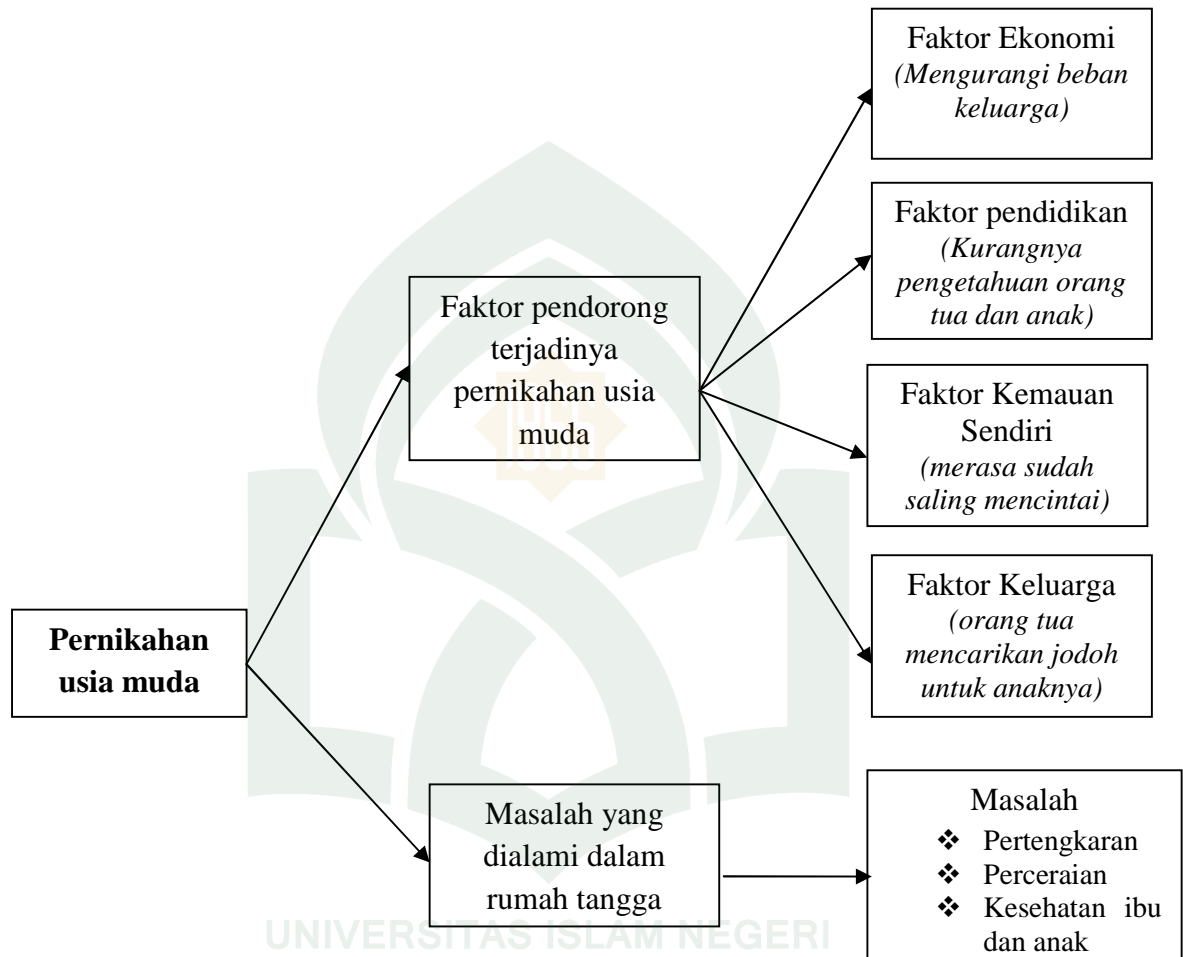 Faktor Ekonomi
(Mengurangi beban
keluarga)
Faktor pendidikan
(Kurangnya
pengetahuan orang
tua dan anak)
Faktor pendorong
terjadinya
pernikahan usia
muda
Faktor Kemauan
Sendiri
(merasa sudah
saling mencintai)
Faktor Keluarga
(orang tua
mencarikan jodoh
untuk anaknya)
Pernikahan
usia muda
Masalah yang
dialami dalam
rumah tangga
Masalah
❖ Pertengkaran
❖ Perceraian
❖ Kesehatan ibu
dan anak
UNIVERSITAS ISLAM NEGERI